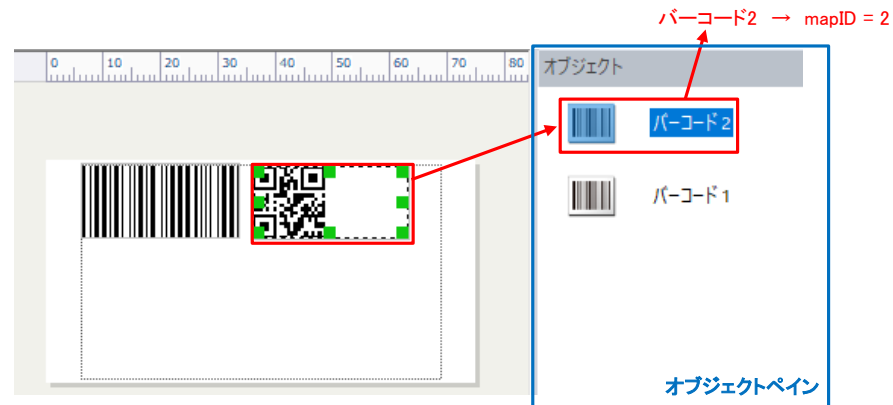 バーコード2 → mapID = 2
0 10 20 30 40 50 60 70 80
オブジェクト
バーコード 2
バーコード 1
オブジェクトペイン